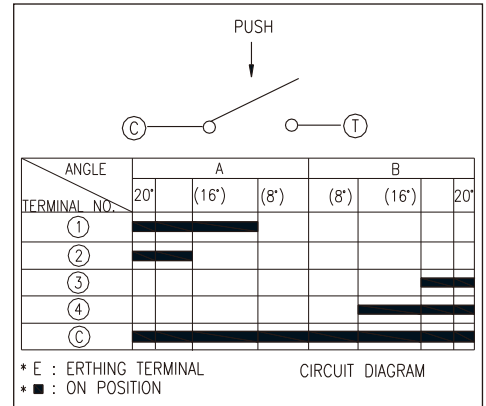 PUSH
C T
ANGLE A B
TERMINAL NO. 20° (16°) (8°) (8°) (16°) 20°
1
2
3
4
C
* E : ERTHING TERMINAL
* ■ : ON POSITION
CIRCUIT DIAGRAM